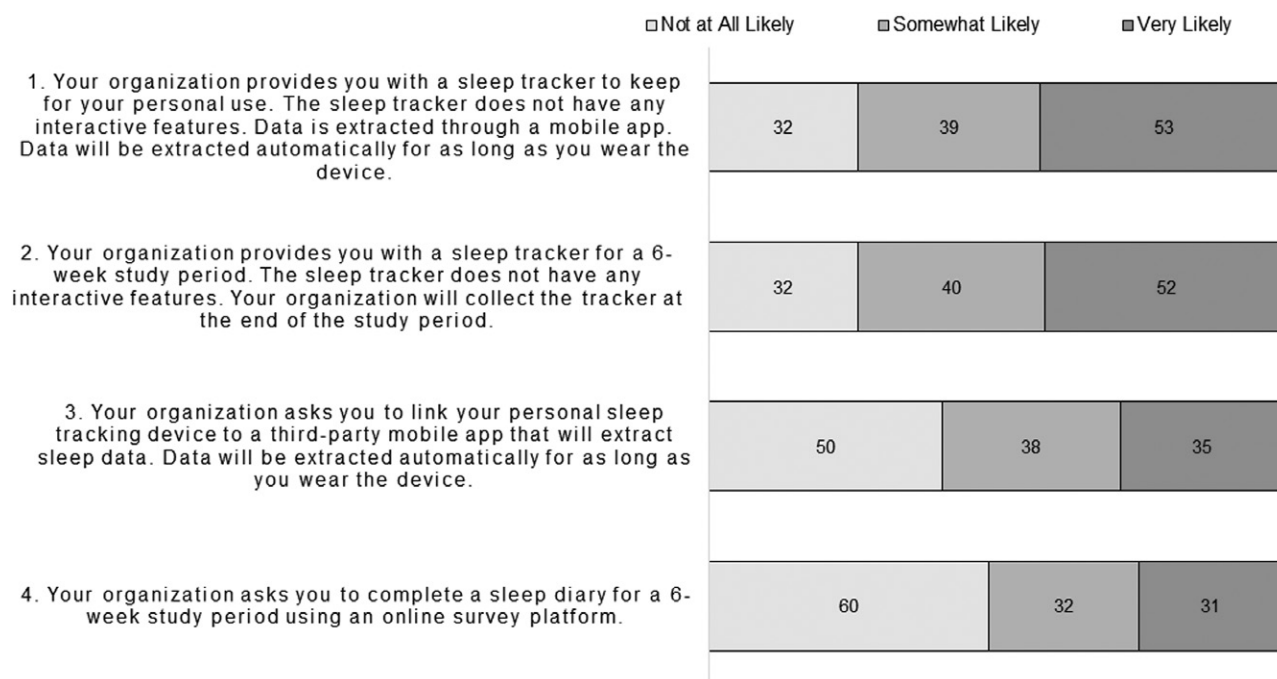 Not at All Likely Somewhat Likely Very Likely
1. Your organization provides you with a sleep tracker to keep
for your personal use. The sleep tracker does not have any
interactive features. Data is extracted through a mobile app.
Data will be extracted automatically for as long as you wear the
device.
32 39 53
2. Your organization provides you with a sleep tracker for a 6-
week study period. The sleep tracker does not have any
interactive features. Your organization will collect the tracker at
the end of the study period.
32 40 52
3. Your organization asks you to link your personal sleep
tracking device to a third-party mobile app that will extract
sleep data. Data will be extracted automatically for as long as
you wear the device.
50 38 35
4. Your organization asks you to complete a sleep diary for a 6-
week study period using an online survey platform.
60 32 31